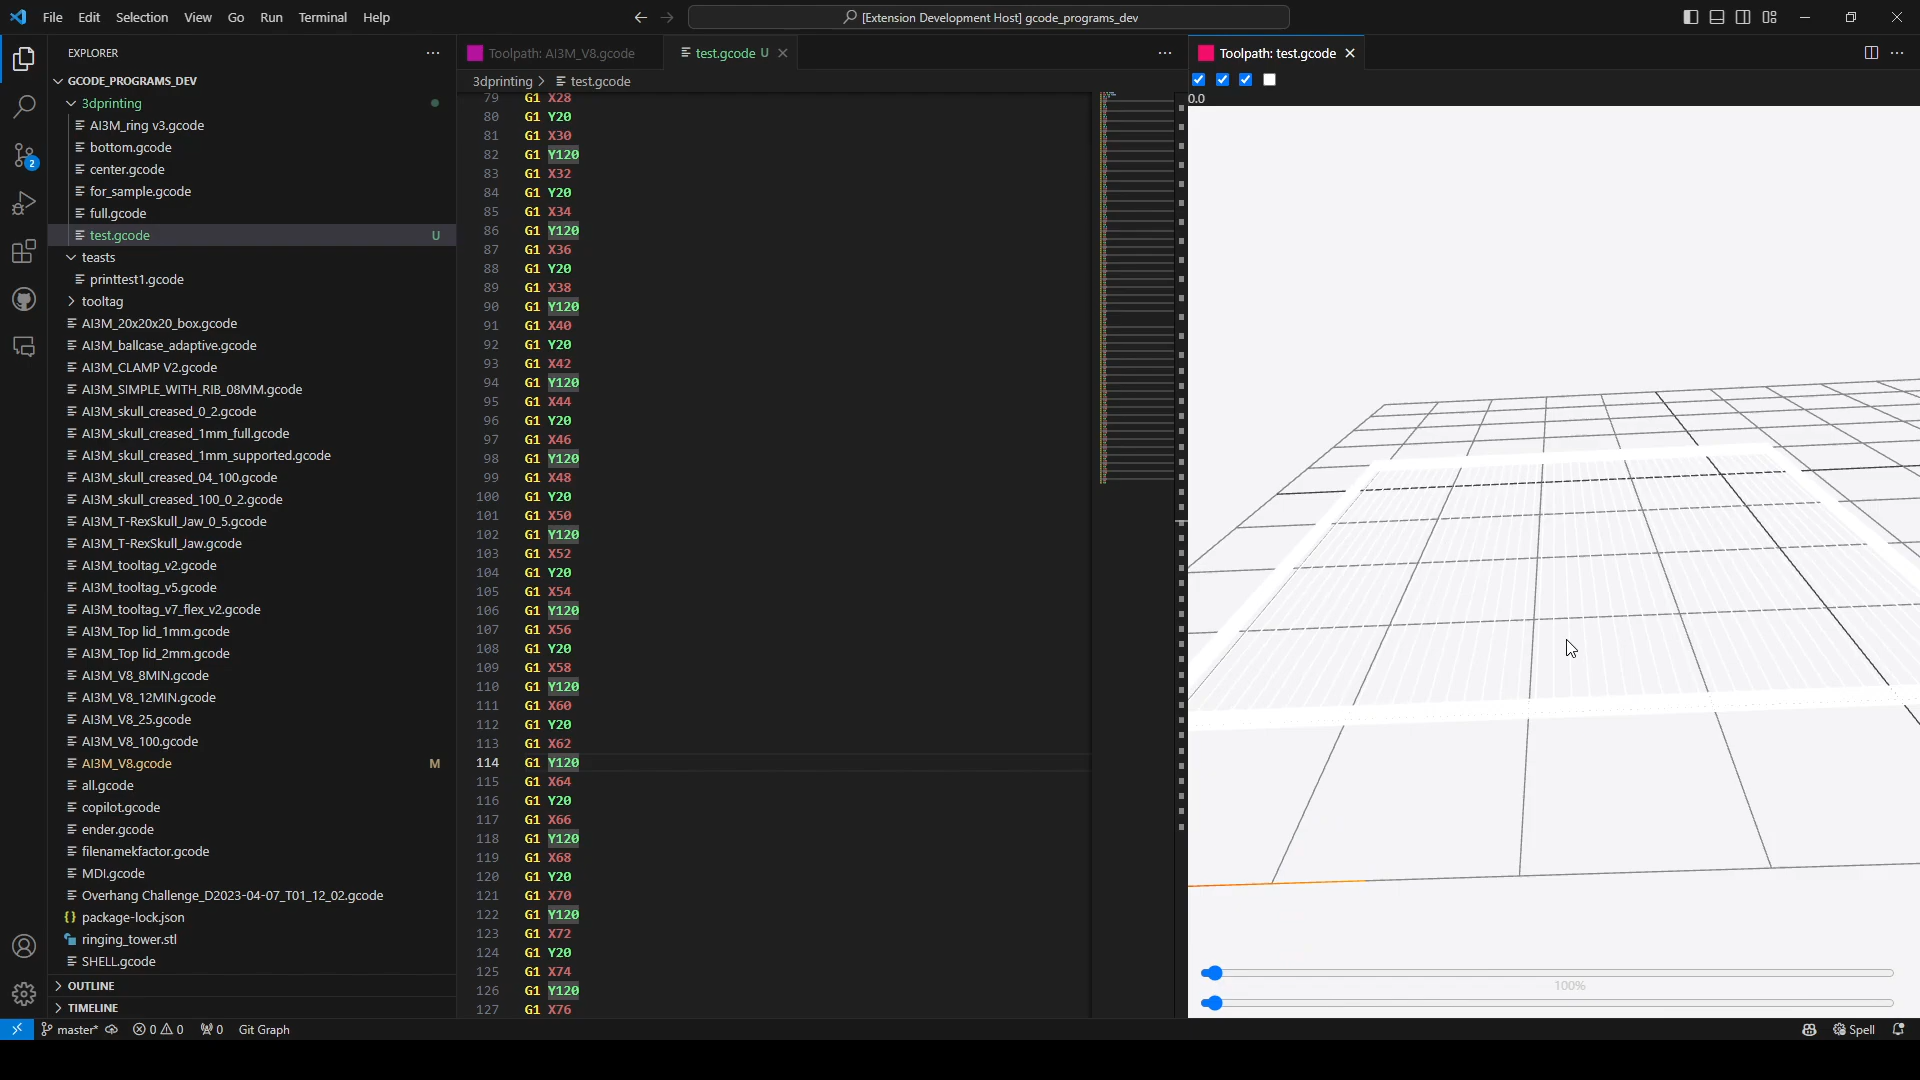 File Edit Selection View Go Run Terminal Help
[Extension Development Host] gcode_programs_dev
EXPLORER
GCODE_PROGRAMS_DEV
3dprinting
AI3M_ring v3.gcode
bottom.gcode
center.gcode
for_sample.gcode
full.gcode
test.gcode U
teasts
printtest1.gcode
tooltag
AI3M_20x20x20_box.gcode
AI3M_ballcase_adaptive.gcode
AI3M_CLAMP V2.gcode
AI3M_SIMPLE_WITH_RIB_08MM.gcode
AI3M_skull_creased_0_2.gcode
AI3M_skull_creased_1mm_full.gcode
AI3M_skull_creased_1mm_supported.gcode
AI3M_skull_creased_04_100.gcode
AI3M_skull_creased_100_0_2.gcode
AI3M_T-RexSkull_Jaw_0_5.gcode
AI3M_T-RexSkull_Jaw.gcode
AI3M_tooltag_v2.gcode
AI3M_tooltag_v5.gcode
AI3M_tooltag_v7_flex_v2.gcode
AI3M_Top lid_1mm.gcode
AI3M_Top lid_2mm.gcode
AI3M_V8_8MIN.gcode
AI3M_V8_12MIN.gcode
AI3M_V8_25.gcode
AI3M_V8_100.gcode
AI3M_V8.gcode M
all.gcode
copilot.gcode
ender.gcode
filenamekfactor.gcode
MDI.gcode
Overhang Challenge_D2023-04-07_T01_12_02.gcode
package-lock.json
ringing_tower.stl
SHELL.gcode
OUTLINE
TIMELINE
2
Toolpath: AI3M_V8.gcode
test.gcode U
3dprinting > test.gcode
79 G1 X28
80 G1 Y20
81 G1 X30
82 G1 Y120
83 G1 X32
84 G1 Y20
85 G1 X34
86 G1 Y120
87 G1 X36
88 G1 Y20
89 G1 X38
90 G1 Y120
91 G1 X40
92 G1 Y20
93 G1 X42
94 G1 Y120
95 G1 X44
96 G1 Y20
97 G1 X46
98 G1 Y120
99 G1 X48
100 G1 Y20
101 G1 X50
102 G1 Y120
103 G1 X52
104 G1 Y20
105 G1 X54
106 G1 Y120
107 G1 X56
108 G1 Y20
109 G1 X58
110 G1 Y120
111 G1 X60
112 G1 Y20
113 G1 X62
114 G1 Y120
115 G1 X64
116 G1 Y20
117 G1 X66
118 G1 Y120
119 G1 X68
120 G1 Y20
121 G1 X70
122 G1 Y120
123 G1 X72
124 G1 Y20
125 G1 X74
126 G1 Y120
127 G1 X76
Toolpath: test.gcode
0.0
100%
master* 0 0 0 Git Graph
Spell